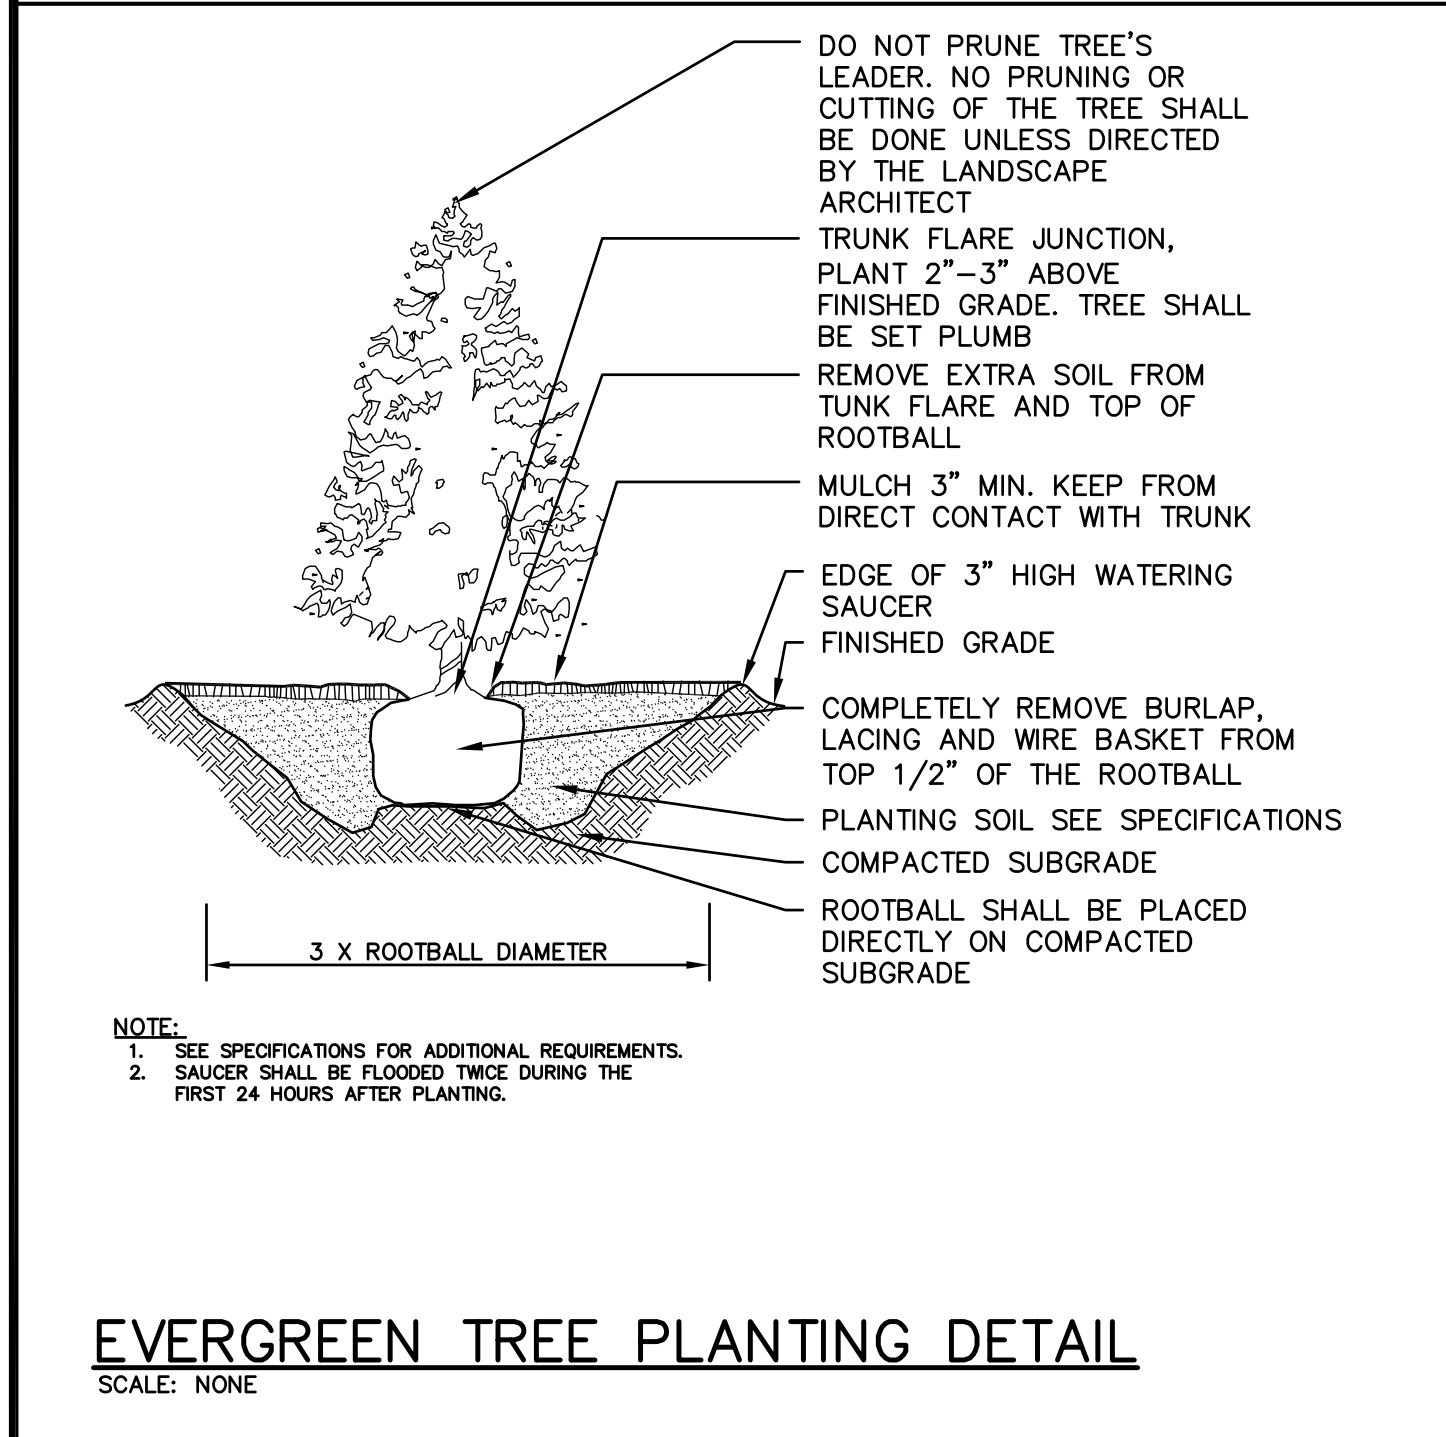 DO NOT PRUNE TREE'S
LEADER. NO PRUNING OR
CUTTING OF THE TREE SHALL
BE DONE UNLESS DIRECTED
BY THE LANDSCAPE
ARCHITECT
TRUNK FLARE JUNCTION,
PLANT 2"-3" ABOVE
FINISHED GRADE. TREE SHALL
BE SET PLUMB
REMOVE EXTRA SOIL FROM
TUNK FLARE AND TOP OF
ROOTBALL
MULCH 3" MIN. KEEP FROM
DIRECT CONTACT WITH TRUNK
EDGE OF 3" HIGH WATERING
SAUCER
FINISHED GRADE
COMPLETELY REMOVE BURLAP,
LACING AND WIRE BASKET FROM
TOP 1/2" OF THE ROOTBALL
PLANTING SOIL SEE SPECIFICATIONS
COMPACTED SUBGRADE
ROOTBALL SHALL BE PLACED
DIRECTLY ON COMPACTED
SUBGRADE
3 X ROOTBALL DIAMETER
NOTE:
1. SEE SPECIFICATIONS FOR ADDITIONAL REQUIREMENTS.
2. SAUCER SHALL BE FLOODED TWICE DURING THE
FIRST 24 HOURS AFTER PLANTING.
EVERGREEN TREE PLANTING DETAIL
SCALE: NONE